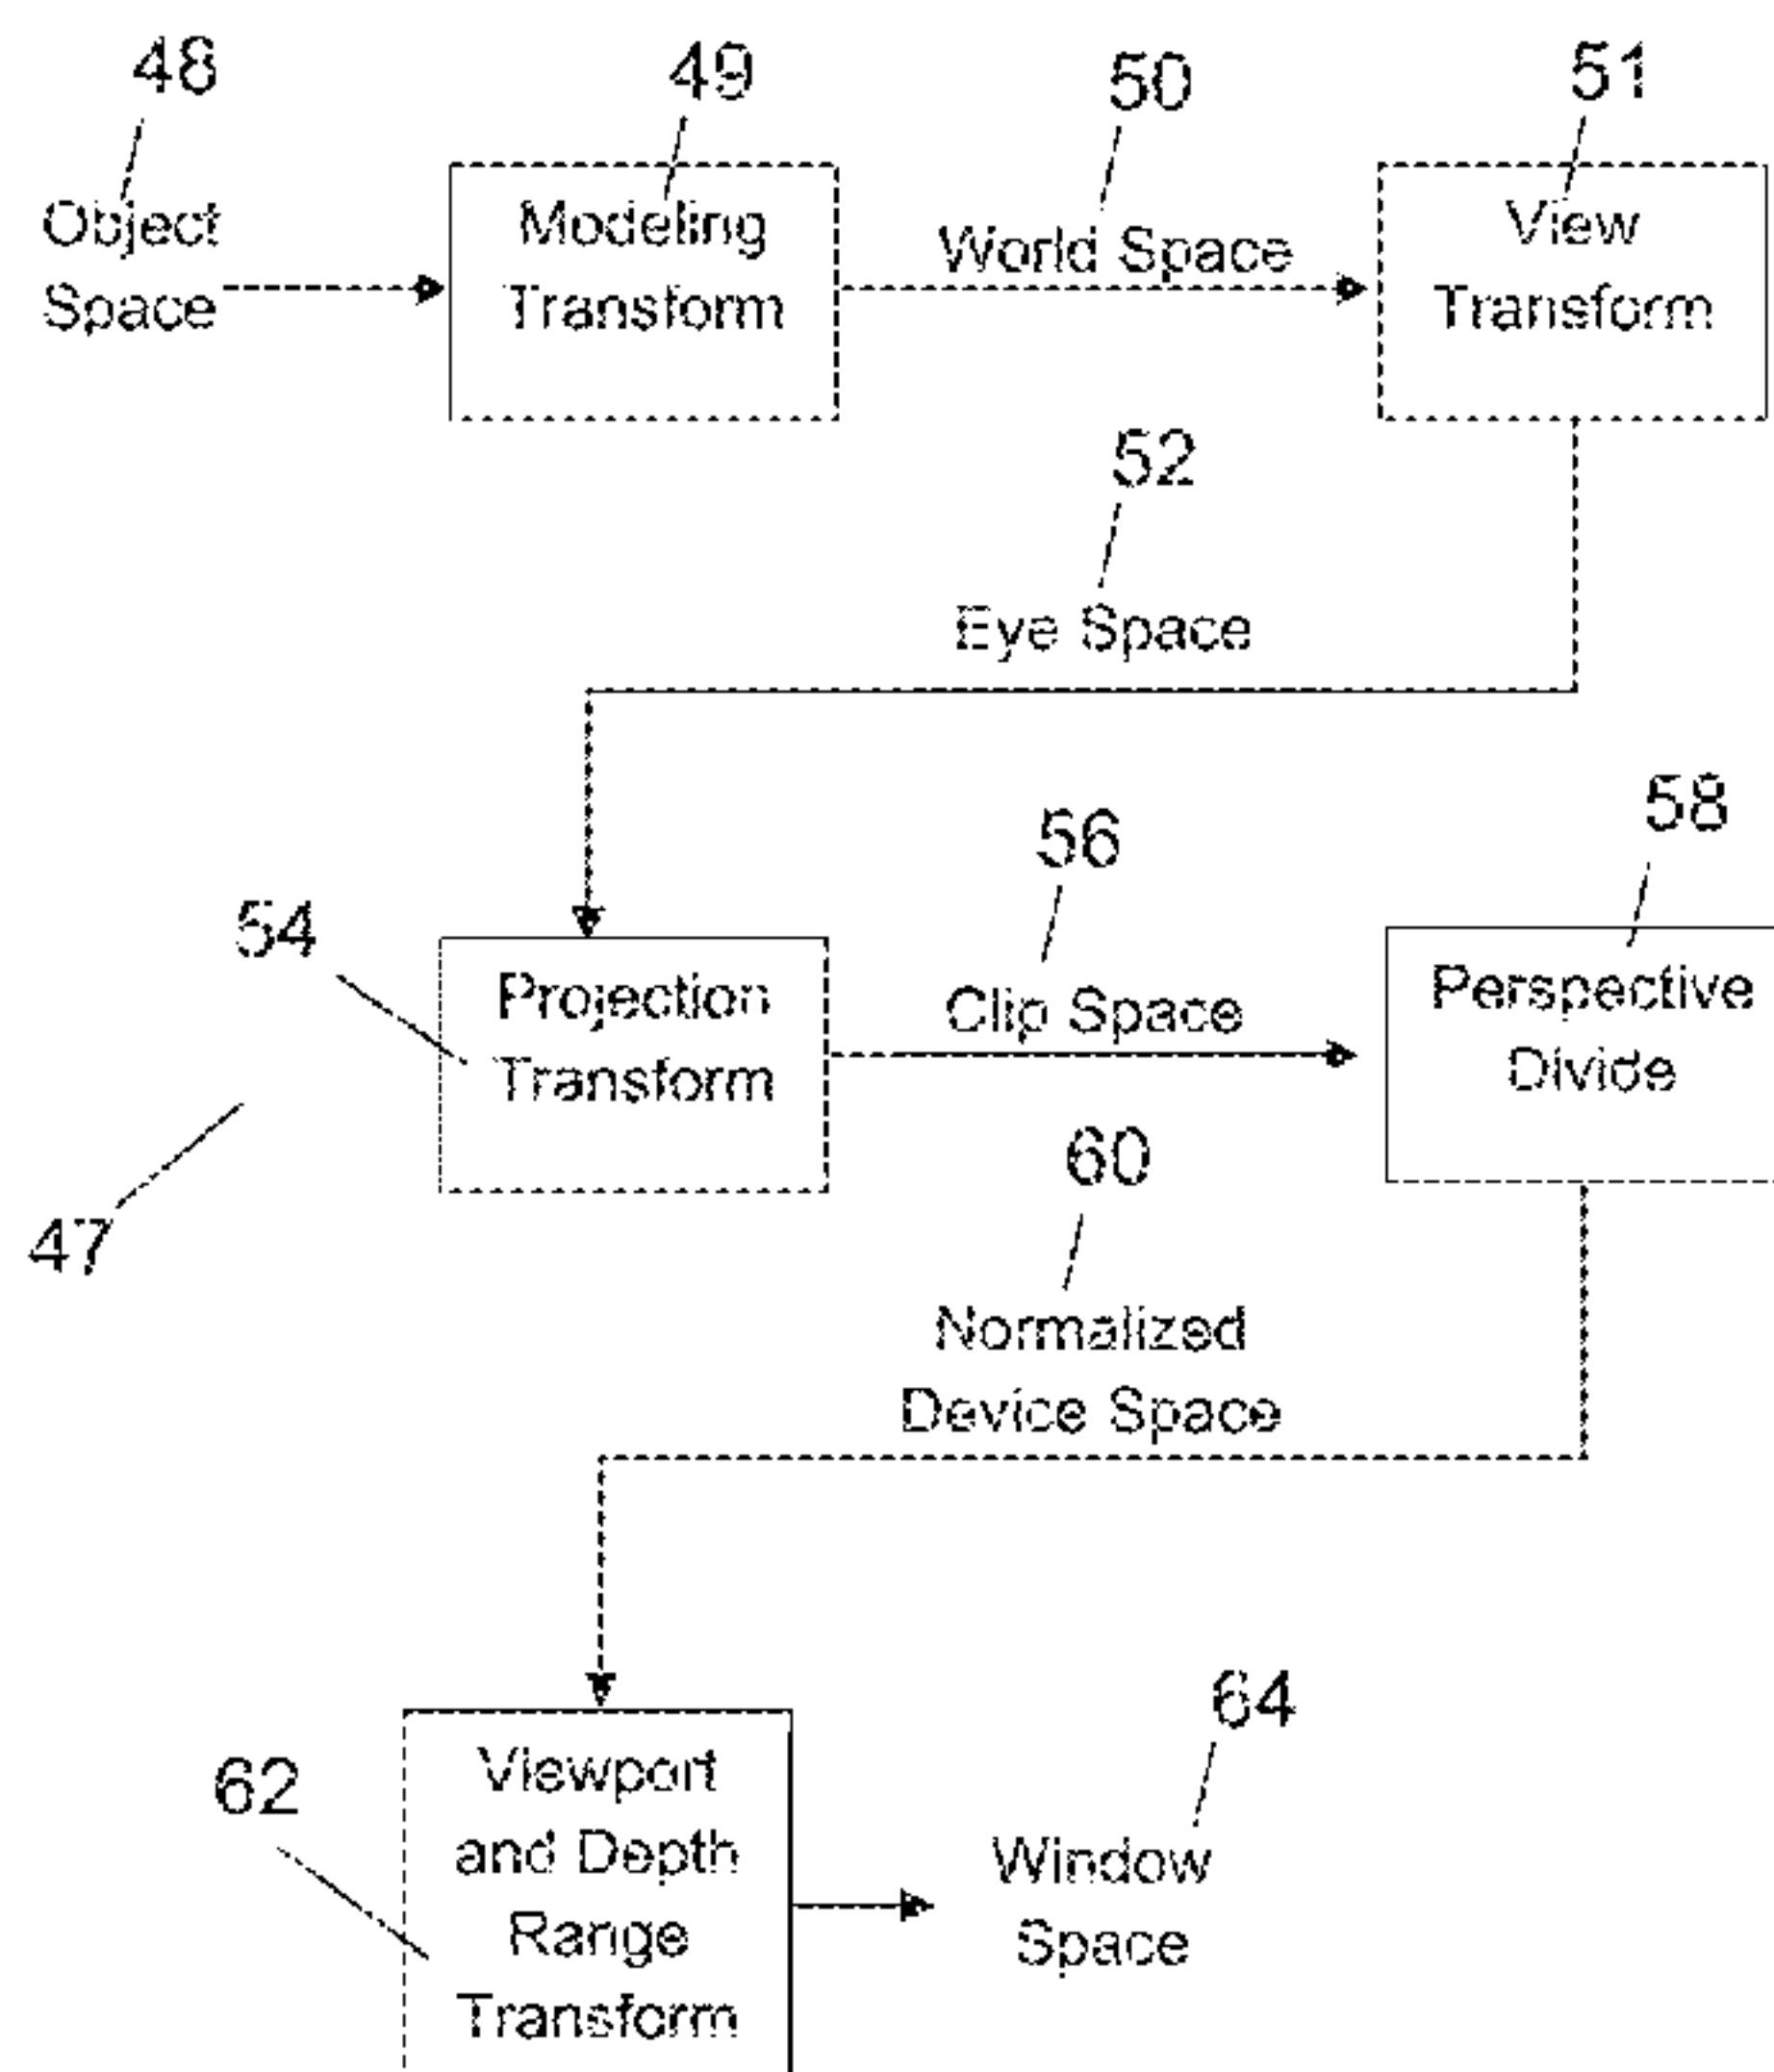 48
49
50
51
Object
Space
Modeling
Transform
World Space
View
Transform
52
Eye Space
54
Projection
Transform
56
Clip Space
58
Perspective
Divide
47
60
Normalized
Device Space
62
Viewport
and Depth
Range
Transform
64
Window
Space